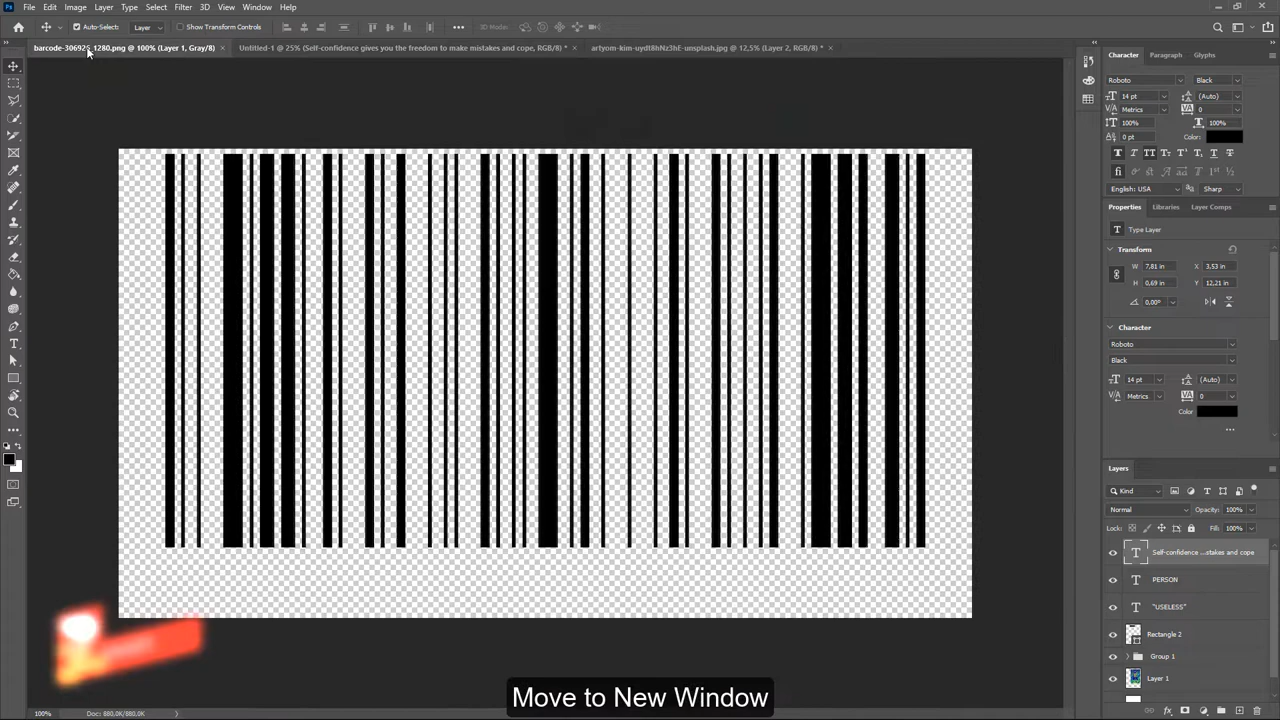 Ps File Edit Image Layer Type Select Filter 3D View Window Help
Auto-Select: Layer Show Transform Controls 3D Mode:
barcode-306926_1280.png @ 100% (Layer 1, Gray/8) × Untitled-1 @ 25% (Self-confidence gives you the freedom to make mistakes and cope, RGB/8) * × artyom-kim-uydt8hNz3hE-unsplash.jpg @ 12,5% (Layer 2, RGB/8) * ×
Character Paragraph Glyphs
Roboto Black
14 pt (Auto)
Metrics 0
100% 100%
0 pt Color:
English: USA Sharp
Properties Libraries Layer Comps
Type Layer
Transform
W 7,81 in X 3,53 in
H 0,69 in Y 12,21 in
0,00°
Character
Roboto
Black
14 pt (Auto)
Metrics 0
Color
Layers
Kind
Normal Opacity: 100%
Lock: Fill: 100%
Self-confidence ...stakes and cope
PERSON
"USELESS"
Rectangle 2
Group 1
Layer 1
Move to New Window
100% Doc: 880,0K/880,0K